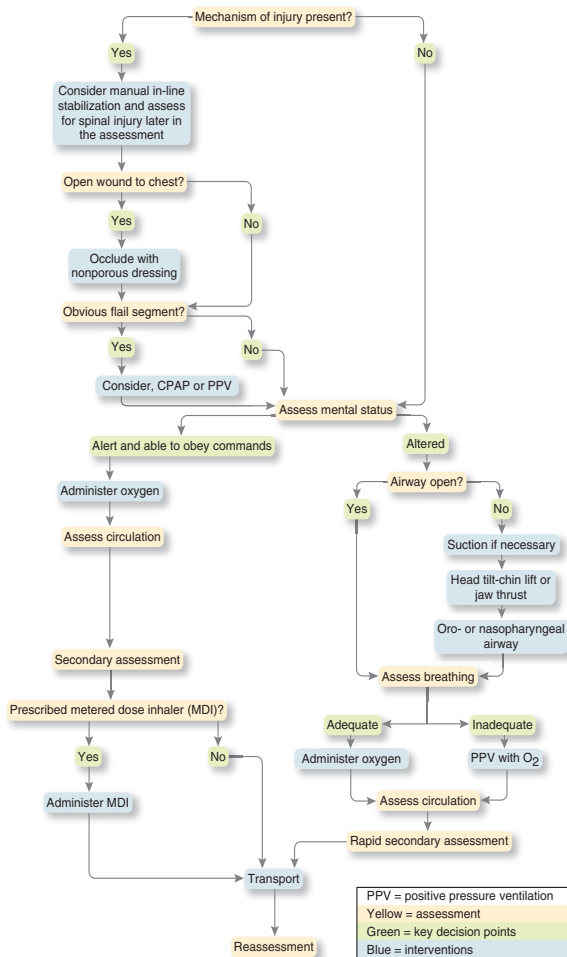 Mechanism of injury present?
Yes
No
Consider manual in-line
stabilization and assess
for spinal injury later in
the assessment
Open wound to chest?
Yes
No
Occlude with
nonporous dressing
Obvious flail segment?
Yes
No
Consider, CPAP or PPV
Assess mental status
Alert and able to obey commands
Altered
Administer oxygen
Airway open?
Yes
No
Assess circulation
Suction if necessary
Head tilt-chin lift or
jaw thrust
Oro- or nasopharyngeal
airway
Secondary assessment
Assess breathing
Prescribed metered dose inhaler (MDI)?
Adequate
Inadequate
Yes
No
Administer oxygen
PPV with O2
Administer MDI
Assess circulation
Rapid secondary assessment
Transport
Reassessment
PPV = positive pressure ventilation
Yellow = assessment
Green = key decision points
Blue = interventions